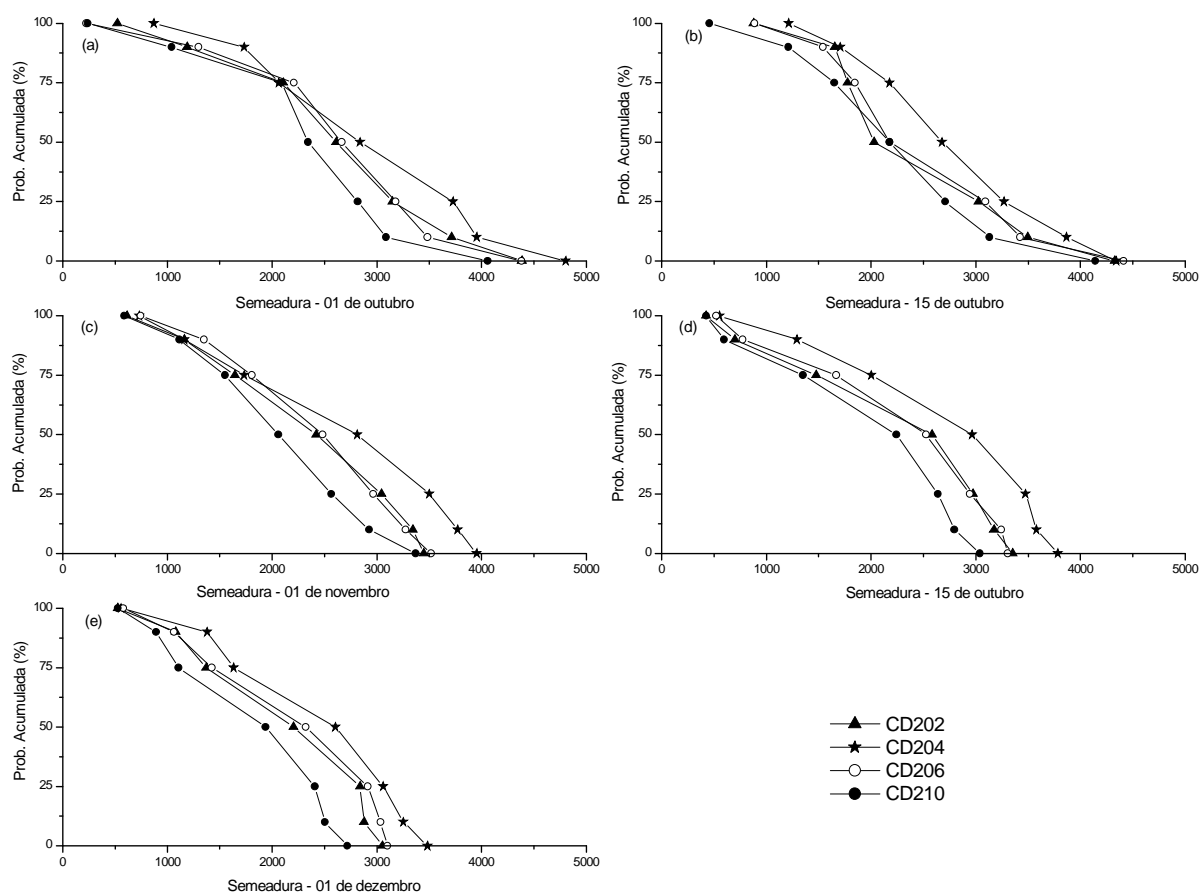 100
75
50
25
0
Prob. Acumulada (%)
(a)
0 1000 2000 3000 4000 5000
Semeadura - 01 de outubro
100
75
50
25
0
Prob. Acumulada (%)
(b)
0 1000 2000 3000 4000 5000
Semeadura - 15 de outubro
100
75
50
25
0
Prob. Acumulada (%)
(c)
0 1000 2000 3000 4000 5000
Semeadura - 01 de novembro
100
75
50
25
0
Prob. Acumulada (%)
(d)
0 1000 2000 3000 4000 5000
Semeadura - 15 de outubro
100
75
50
25
0
Prob. Acumulada (%)
(e)
0 1000 2000 3000 4000 5000
Semeadura - 01 de dezembro
CD202
CD204
CD206
CD210